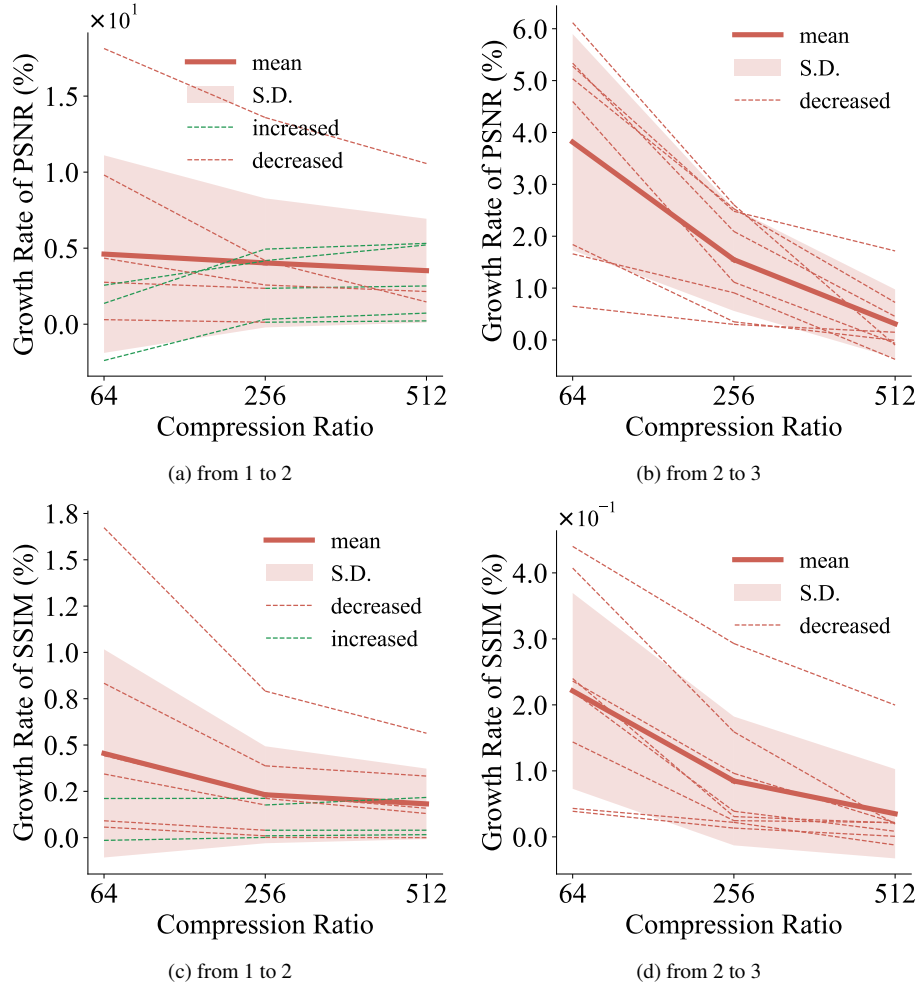 ×10¹
Growth Rate of PSNR (%)
1.5
1.0
0.5
0.0
mean
S.D.
increased
decreased
64 256 512
Compression Ratio
(a) from 1 to 2
Growth Rate of PSNR (%)
6.0
5.0
4.0
3.0
2.0
1.0
0.0
mean
S.D.
decreased
64 256 512
Compression Ratio
(b) from 2 to 3
Growth Rate of SSIM (%)
1.8
1.5
1.2
1.0
0.8
0.5
0.2
0.0
mean
S.D.
decreased
increased
64 256 512
Compression Ratio
(c) from 1 to 2
×10⁻¹
Growth Rate of SSIM (%)
4.0
3.0
2.0
1.0
0.0
mean
S.D.
decreased
64 256 512
Compression Ratio
(d) from 2 to 3